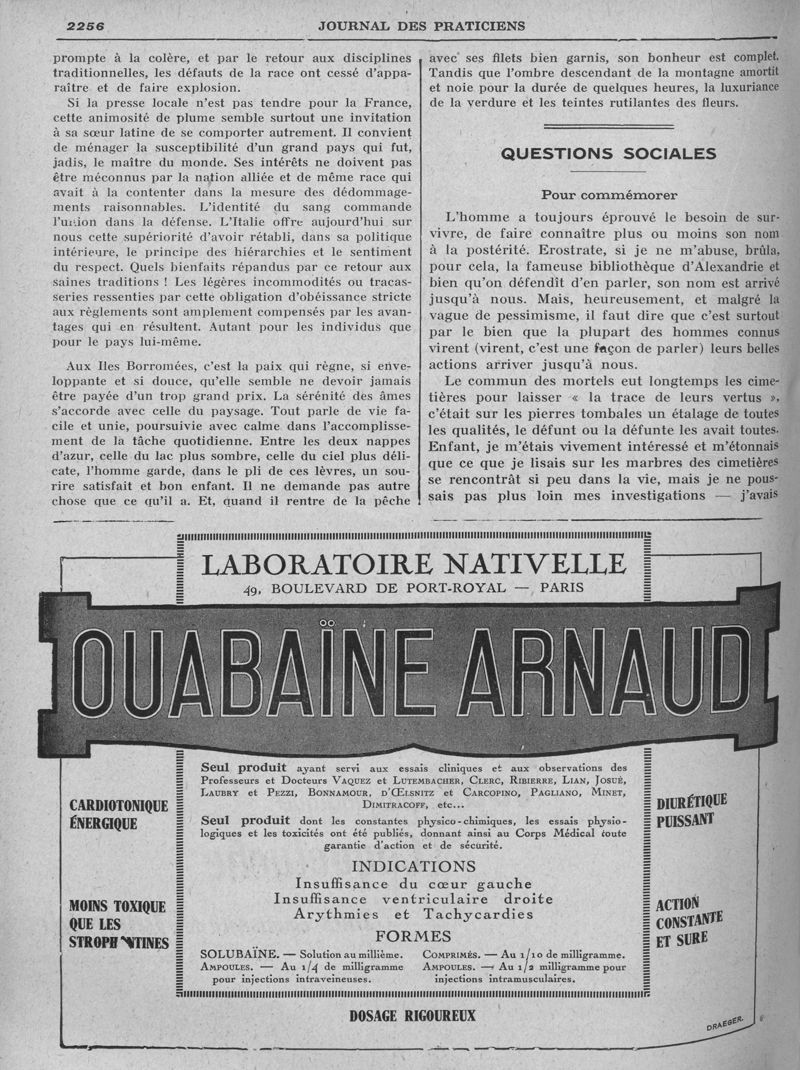 2256
JOURNAL DES PRATICIENS
prompte à la colère, et par le retour aux disciplines
traditionnelles, les défauts de la race ont cessé d'appa-
raître et de faire explosion.
Si la presse locale n'est pas tendre pour la France,
cette animosité de plume semble surtout une invitation
à sa sœur latine de se comporter autrement. Il convient
de ménager la susceptibilité d'un grand pays qui fut,
jadis, le maître du monde. Ses intérêts ne doivent pas
être méconnus par la nation alliée et de même race qui
avait à la contenter dans la mesure des dédommage-
ments raisonnables. L'identité du sang commande
l'union dans la défense. L'Italie offre aujourd'hui sur
nous cette supériorité d'avoir rétabli, dans sa politique
intérieure, le principe des hiérarchies et le sentiment
du respect. Quels bienfaits répandus par ce retour aux
saines traditions ! Les légères incommodités ou tracas-
series ressenties par cette obligation d'obéissance stricte
aux règlements sont amplement compensés par les avan-
tages qui en résultent. Autant pour les individus que
pour le pays lui-même.
Aux Iles Borromées, c'est la paix qui règne, si enve-
loppante et si douce, qu'elle semble ne devoir jamais
être payée d'un trop grand prix. La sérénité des âmes
s'accorde avec celle du paysage. Tout parle de vie fa-
cile et unie, poursuivie avec calme dans l'accomplisse-
ment de la tâche quotidienne. Entre les deux nappes
d'azur, celle du lac plus sombre, celle du ciel plus déli-
cate, l'homme garde, dans le pli de ces lèvres, un sou-
rire satisfait et bon enfant. Il ne demande pas autre
chose que ce qu'il a. Et, quand il rentre de la pêche
avec ses filets bien garnis, son bonheur est complet.
Tandis que l'ombre descendant de la montagne amortit
et noie pour la durée de quelques heures, la luxuriance
de la verdure et les teintes rutilantes des fleurs.
QUESTIONS SOCIALES
Pour commémorer
L'homme a toujours éprouvé le besoin de sur-
vivre, de faire connaître plus ou moins son nom
à la postérité. Erostrate, si je ne m'abuse, brûla,
pour cela, la fameuse bibliothèque d'Alexandrie et
bien qu'on défendît d'en parler, son nom est arrivé
jusqu'à nous. Mais, heureusement, et malgré la
vague de pessimisme, il faut dire que c'est surtout
par le bien que la plupart des hommes connus
virent (virent, c'est une façon de parler) leurs belles
actions arriver jusqu'à nous.
Le commun des mortels eut longtemps les cime-
tières pour laisser « la trace de leurs vertus »,
c'était sur les pierres tombales un étalage de toutes
les qualités, le défunt ou la défunte les avait toutes.
Enfant, je m'étais vivement intéressé et m'étonnais
que ce que je lisais sur les marbres des cimetières
se rencontrât si peu dans la vie, mais je ne pous-
sais pas plus loin mes investigations — j'avais
LABORATOIRE NATIVELLE
49, BOULEVARD DE PORT-ROYAL — PARIS
OUABAÏNE ARNAUD
Seul produit ayant servi aux essais cliniques et aux observations des
Professeurs et Docteurs VAQUEZ et LUTEMBACHER, CLERC, RIBIERRE, LIAN, JOSUÉ,
LAUBRY et PEZZI, BONNAMOUR, D'ŒLSNITZ et CARCOPINO, PAGLIANO, MINET,
DIMITRACOFF, etc...
Seul produit dont les constantes physico-chimiques, les essais physio-
logiques et les toxicités ont été publiés, donnant ainsi au Corps Médical toute
garantie d'action et de sécurité.
CARDIOTONIQUE
ÉNERGIQUE
MOINS TOXIQUE
QUE LES
STROPHANTINES
DIURÉTIQUE
PUISSANT
ACTION
CONSTANTE
ET SURE
INDICATIONS
Insuffisance du cœur gauche
Insuffisance ventriculaire droite
Arythmies et Tachycardies
FORMES
SOLUBAÏNE. — Solution au millième.
AMPOULES. — Au 1/4 de milligramme
pour injections intraveineuses.
COMPRIMÉS. — Au 1/10 de milligramme.
AMPOULES. — Au 1/2 milligramme pour
injections intramusculaires.
DOSAGE RIGOUREUX
DRAEGER.